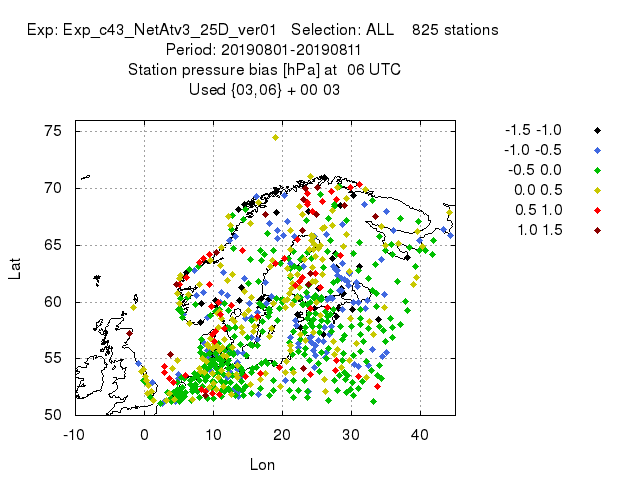 Exp: Exp_c43_NetAtv3_25D_ver01 Selection: ALL 825 stations
Period: 20190801-20190811
Station pressure bias [hPa] at 06 UTC
Used {03,06} + 00 03
-1.5 -1.0
-1.0 -0.5
-0.5 0.0
0.0 0.5
0.5 1.0
1.0 1.5
75
70
65
60
55
50
Lat
-10 0 10 20 30 40
Lon